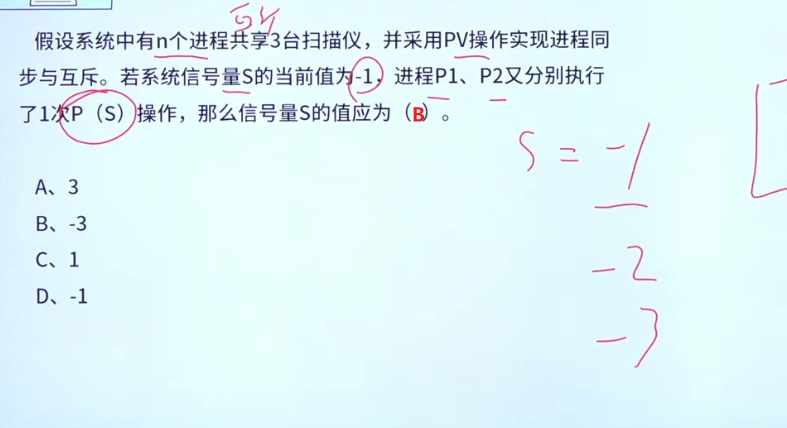 互斥
假设系统中有n个进程共享3台扫描仪，并采用PV操作实现进程同
步与互斥。若系统信号量S的当前值为-1，进程P1、P2又分别执行
了1次P（S）操作，那么信号量S的值应为（B）。
S = -1
A、3
B、-3
-2
C、1
D、-1
-3